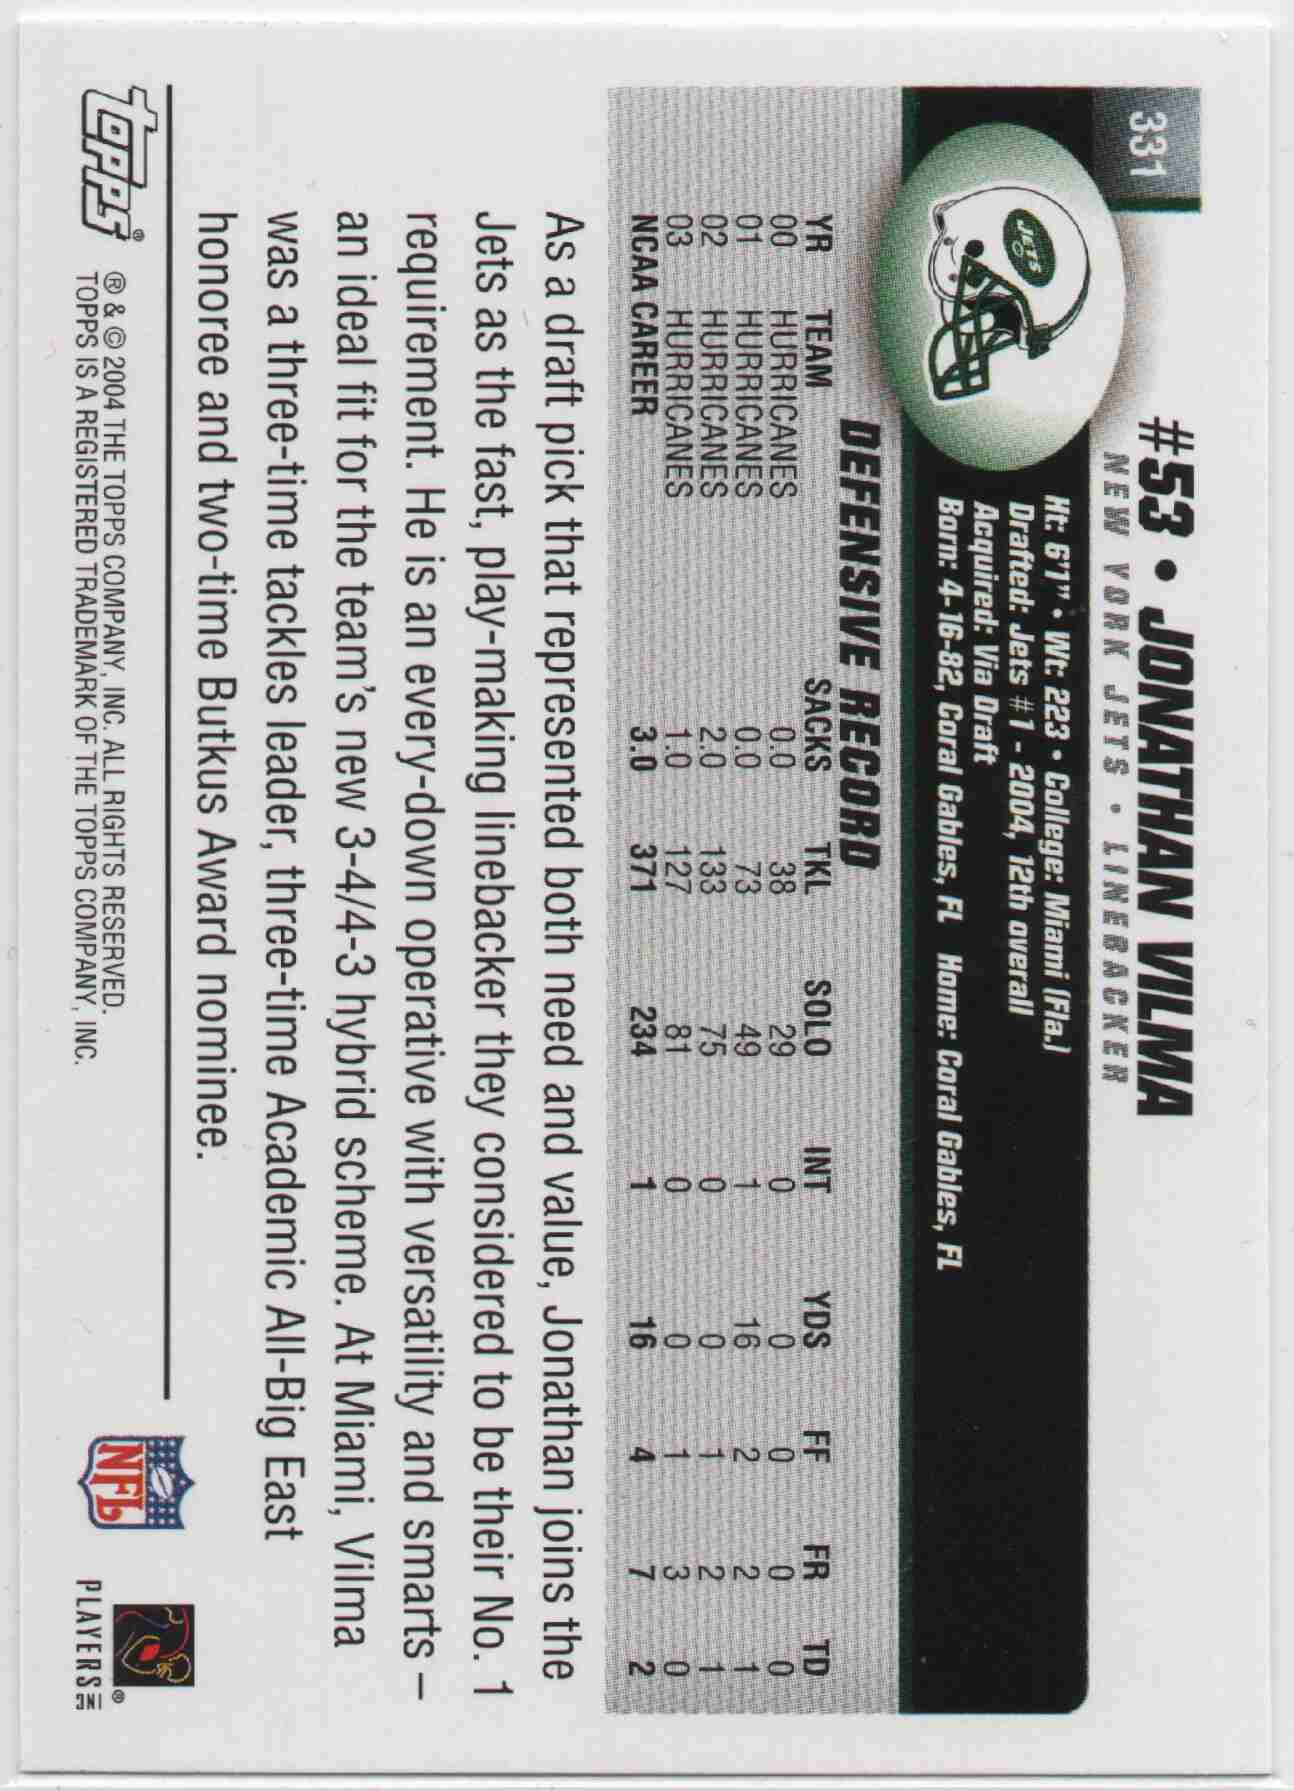 331
#53 • JONATHAN VILMA
NEW YORK JETS • LINEBACKER
JETS
Ht: 6'1" • Wt: 223 • College: Miami (Fla.)
Drafted: Jets #1 - 2004, 12th overall
Acquired: Via Draft
Born: 4-16-82, Coral Gables, FL Home: Coral Gables, FL
DEFENSIVE RECORD
YR TEAM SACKS TKL SOLO INT YDS FF FR TD
00 HURRICANES 0.0 38 29 0 0 0 0 0
01 HURRICANES 0.0 73 49 1 16 2 2 1
02 HURRICANES 2.0 133 75 0 0 1 2 1
03 HURRICANES 1.0 127 81 0 0 1 3 0
NCAA CAREER 3.0 371 234 1 16 4 7 2
As a draft pick that represented both need and value, Jonathan joins the
Jets as the fast, play-making linebacker they considered to be their No. 1
requirement. He is an every-down operative with versatility and smarts –
an ideal fit for the team's new 3-4/4-3 hybrid scheme. At Miami, Vilma
was a three-time tackles leader, three-time Academic All-Big East
honoree and two-time Butkus Award nominee.
topps®
® & © 2004 THE TOPPS COMPANY, INC. ALL RIGHTS RESERVED.
TOPPS IS A REGISTERED TRADEMARK OF THE TOPPS COMPANY, INC.
NFL
PLAYERS INC ®